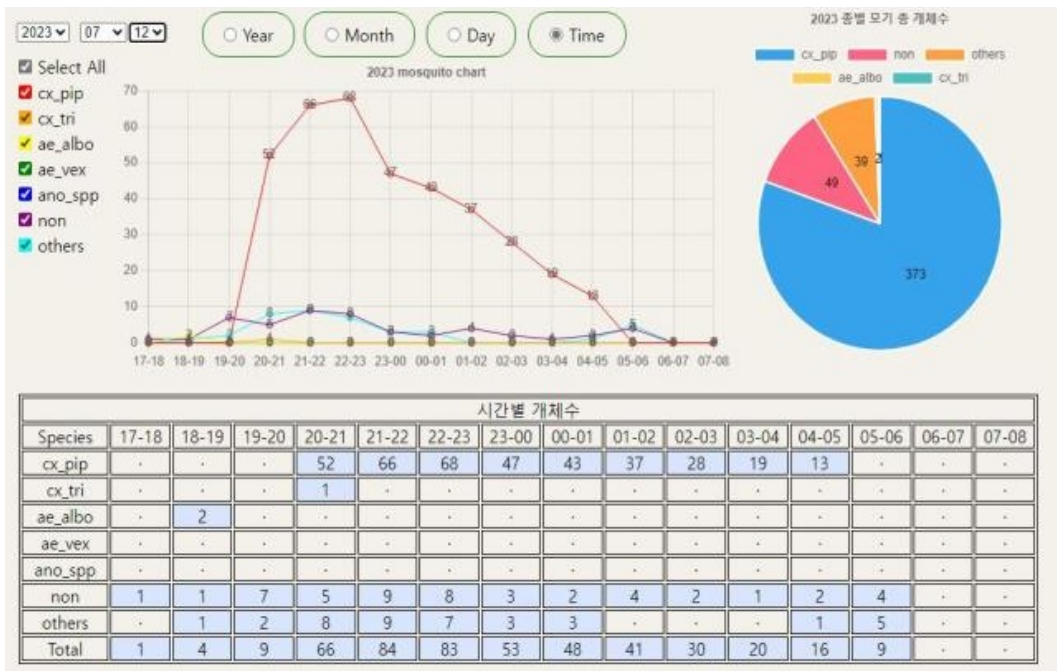 2023 07 12 Year Month Day Time
Select All
cx_pip
cx_tri
ae_albo
ae_vex
ano_spp
non
others
2023 mosquito chart
70
60
50
40
30
20
10
0
52 66 68 47 43 37 28 19 13
17-18 18-19 19-20 20-21 21-22 22-23 23-00 00-01 01-02 02-03 03-04 04-05 05-06 06-07 07-08
2023 종별 모기 총 개체수
cx_pip non others
ae_albo cx_tri
39 2
49
373
시간별 개체수
Species 17-18 18-19 19-20 20-21 21-22 22-23 23-00 00-01 01-02 02-03 03-04 04-05 05-06 06-07 07-08
cx_pip · · · 52 66 68 47 43 37 28 19 13 · · ·
cx_tri · · · 1 · · · · · · · · · · ·
ae_albo · 2 · · · · · · · · · · · · ·
ae_vex · · · · · · · · · · · · · · ·
ano_spp · · · · · · · · · · · · · · ·
non 1 1 7 5 9 8 3 2 4 2 1 2 4 · ·
others · 1 2 8 9 7 3 3 · · · 1 5 · ·
Total 1 4 9 66 84 83 53 48 41 30 20 16 9 · ·